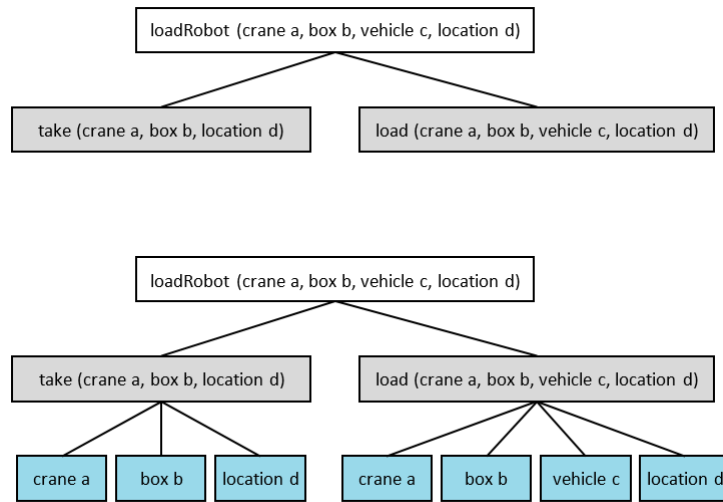 loadRobot (crane a, box b, vehicle c, location d)
take (crane a, box b, location d)
load (crane a, box b, vehicle c, location d)
loadRobot (crane a, box b, vehicle c, location d)
take (crane a, box b, location d)
load (crane a, box b, vehicle c, location d)
crane a
box b
location d
crane a
box b
vehicle c
location d